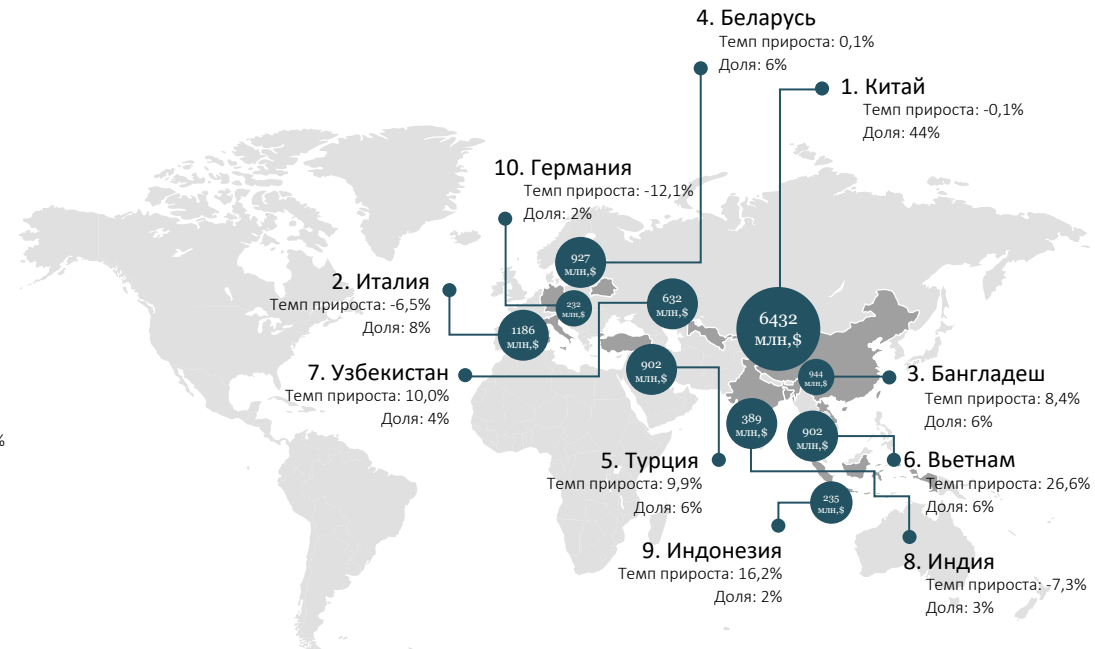 4. Беларусь
Темп прироста: 0,1%
Доля: 6%
1. Китай
Темп прироста: -0,1%
Доля: 44%
10. Германия
Темп прироста: -12,1%
Доля: 2%
2. Италия
Темп прироста: -6,5%
Доля: 8%
927
млн,$
232
млн,$
632
млн,$
6432
млн,$
1186
млн,$
7. Узбекистан
Темп прироста: 10,0%
Доля: 4%
902
млн,$
944
млн,$
3. Бангладеш
Темп прироста: 8,4%
Доля: 6%
389
млн,$
902
млн,$
%
5. Турция
Темп прироста: 9,9%
Доля: 6%
6. Вьетнам
Темп прироста: 26,6%
Доля: 6%
235
млн,$
9. Индонезия
Темп прироста: 16,2%
Доля: 2%
8. Индия
Темп прироста: -7,3%
Доля: 3%